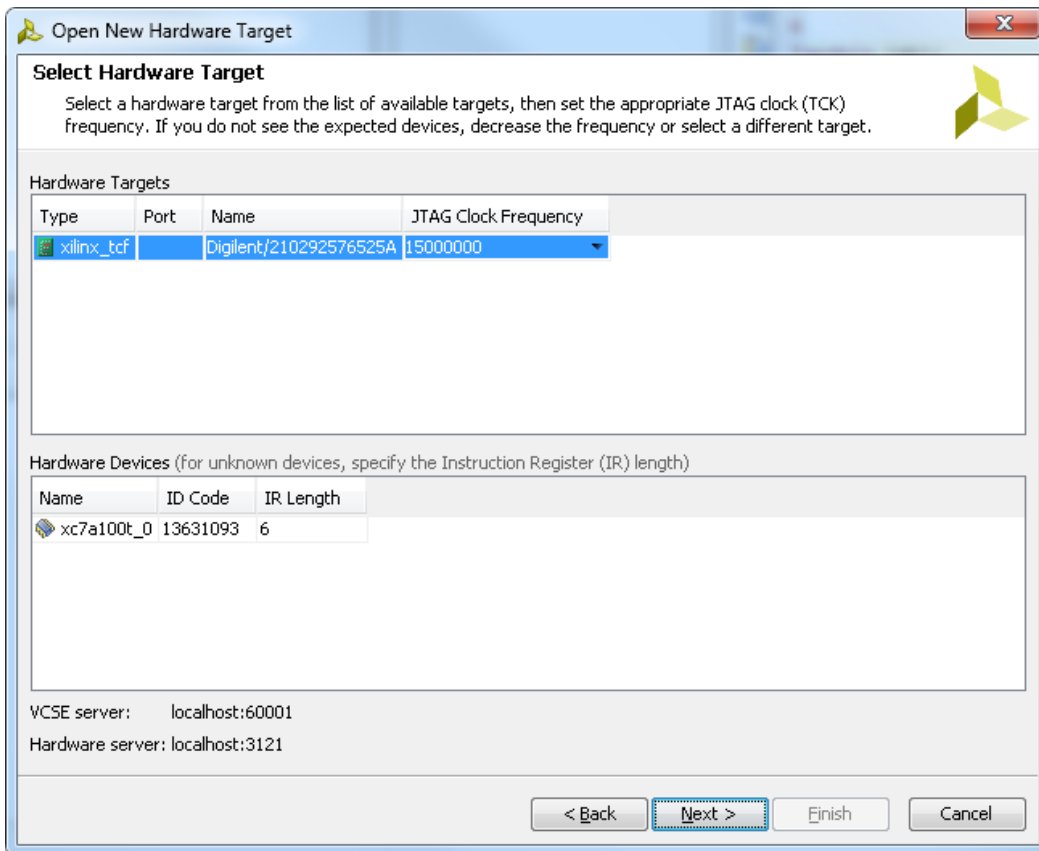 Open New Hardware Target
Select Hardware Target
Select a hardware target from the list of available targets, then set the appropriate JTAG clock (TCK)
frequency. If you do not see the expected devices, decrease the frequency or select a different target.
Hardware Targets
Type Port Name JTAG Clock Frequency
xilinx_tcf Digilent/210292576525A 15000000
Hardware Devices (for unknown devices, specify the Instruction Register (IR) length)
Name ID Code IR Length
xc7a100t_0 13631093 6
VCSE server: localhost:60001
Hardware server: localhost:3121
< Back Next > Finish Cancel